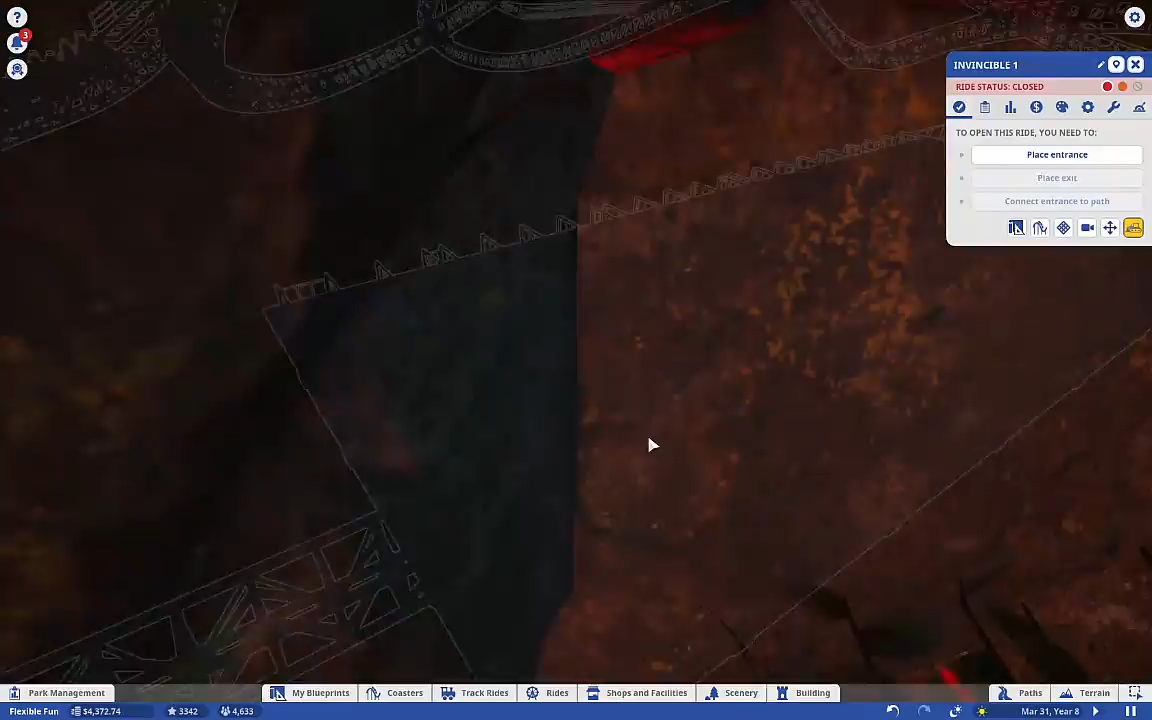 ?
3
INVINCIBLE 1
RIDE STATUS: CLOSED
TO OPEN THIS RIDE, YOU NEED TO:
Place entrance
Place exit
Connect entrance to path
Park Management
My Blueprints
Coasters
Track Rides
Rides
Shops and Facilities
Scenery
Building
Paths
Terrain
Flexible Fun
$4,372.74
3342
4,633
Mar 31, Year 8